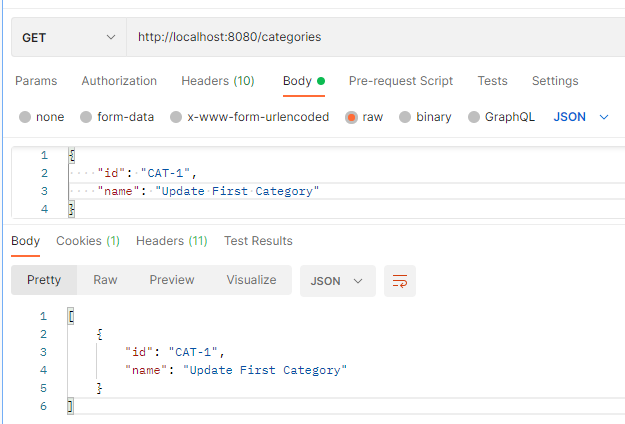 GET http://localhost:8080/categories
Params Authorization Headers (10) Body Pre-request Script Tests Settings
none form-data x-www-form-urlencoded raw binary GraphQL JSON
1 {
2 "id": "CAT-1",
3 "name": "Update First Category"
4 }
Body Cookies (1) Headers (11) Test Results
Pretty Raw Preview Visualize JSON
1 [
2 {
3 "id": "CAT-1",
4 "name": "Update First Category"
5 }
6 ]